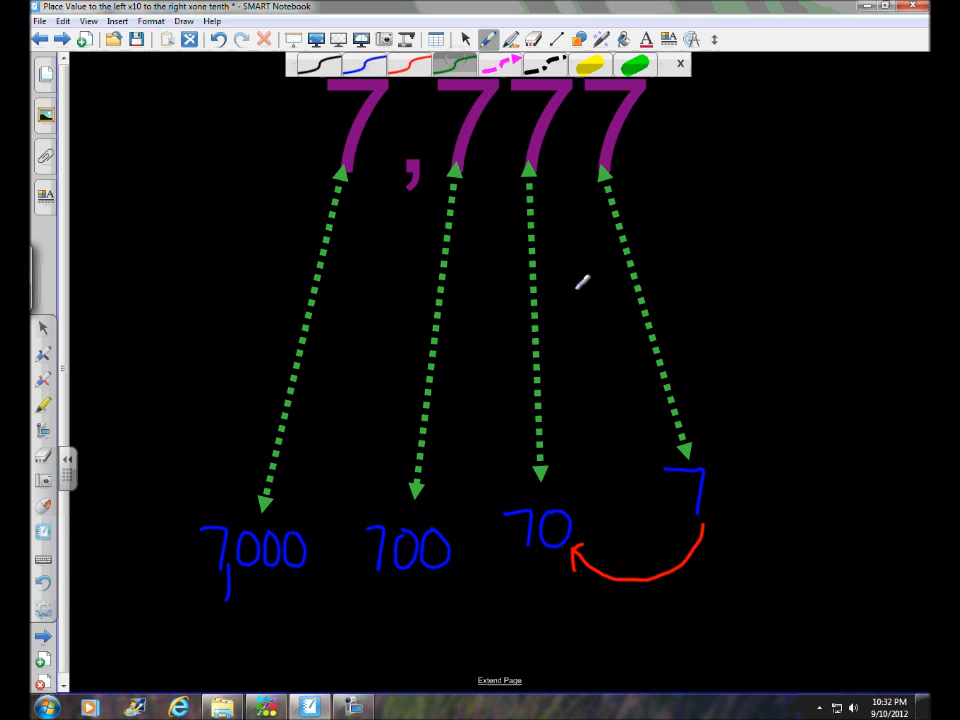 Place Value to the left x10 to the right xone tenth * - SMART Notebook
File Edit View Insert Format Draw Help
X
7,777
7,000 700 70 7
Extend Page
10:32 PM
9/10/2012